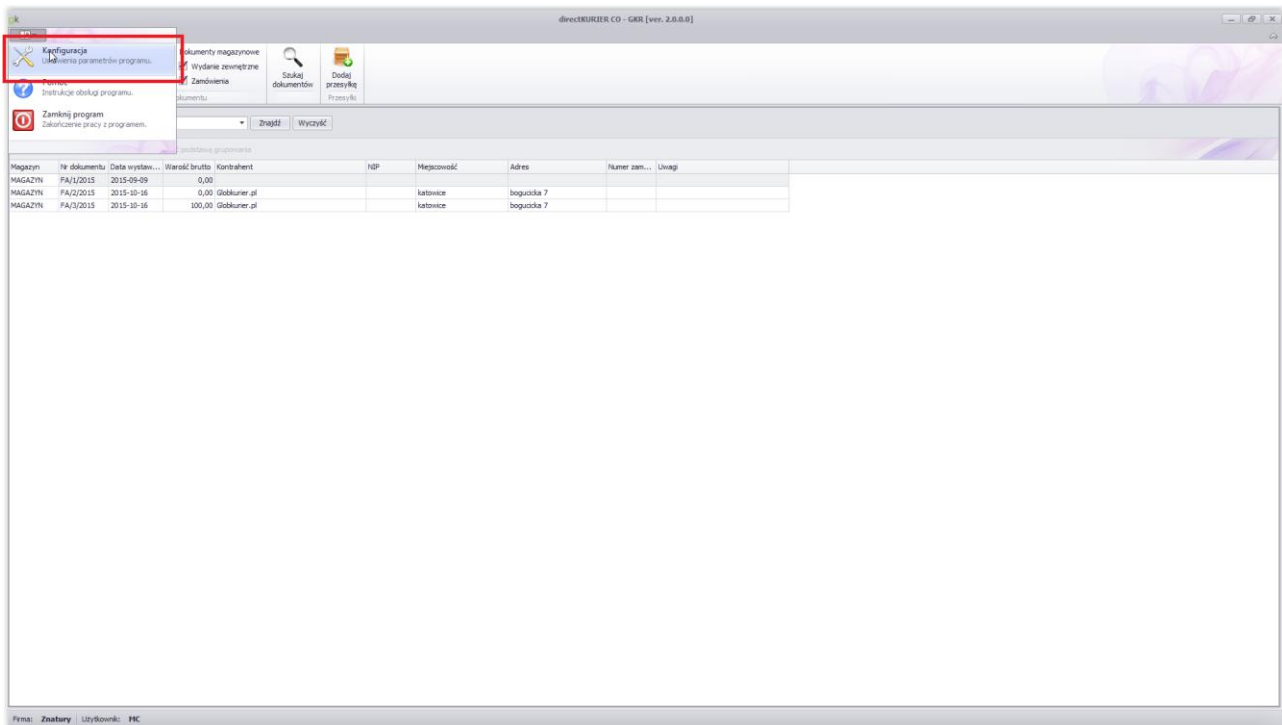 gk directKURIER CO - GKR [ver. 2.0.0.0]
Konfiguracja
Ustawienia parametrów programu.
Pomoc
Instrukcje obsługi programu.
Zamknij program
Zakończenie pracy z programem.
Dokumenty magazynowe
Wydanie zewnętrzne
Zamówienia
Szukaj
dokumentów
Dodaj
przesyłkę
Przesyłki
Znajdź Wyczyść
podstawę grupowania
Magazyn Nr dokumentu Data wystaw... Warość brutto Kontrahent NIP Miejscowość Adres Numer zam... Uwagi
MAGAZYN FA/1/2015 2015-09-09 0,00
MAGAZYN FA/2/2015 2015-10-16 0,00 Globkurier.pl katowice bogucicka 7
MAGAZYN FA/3/2015 2015-10-16 100,00 Globkurier.pl katowice bogucicka 7
Firma: Znatury Użytkownik: MC